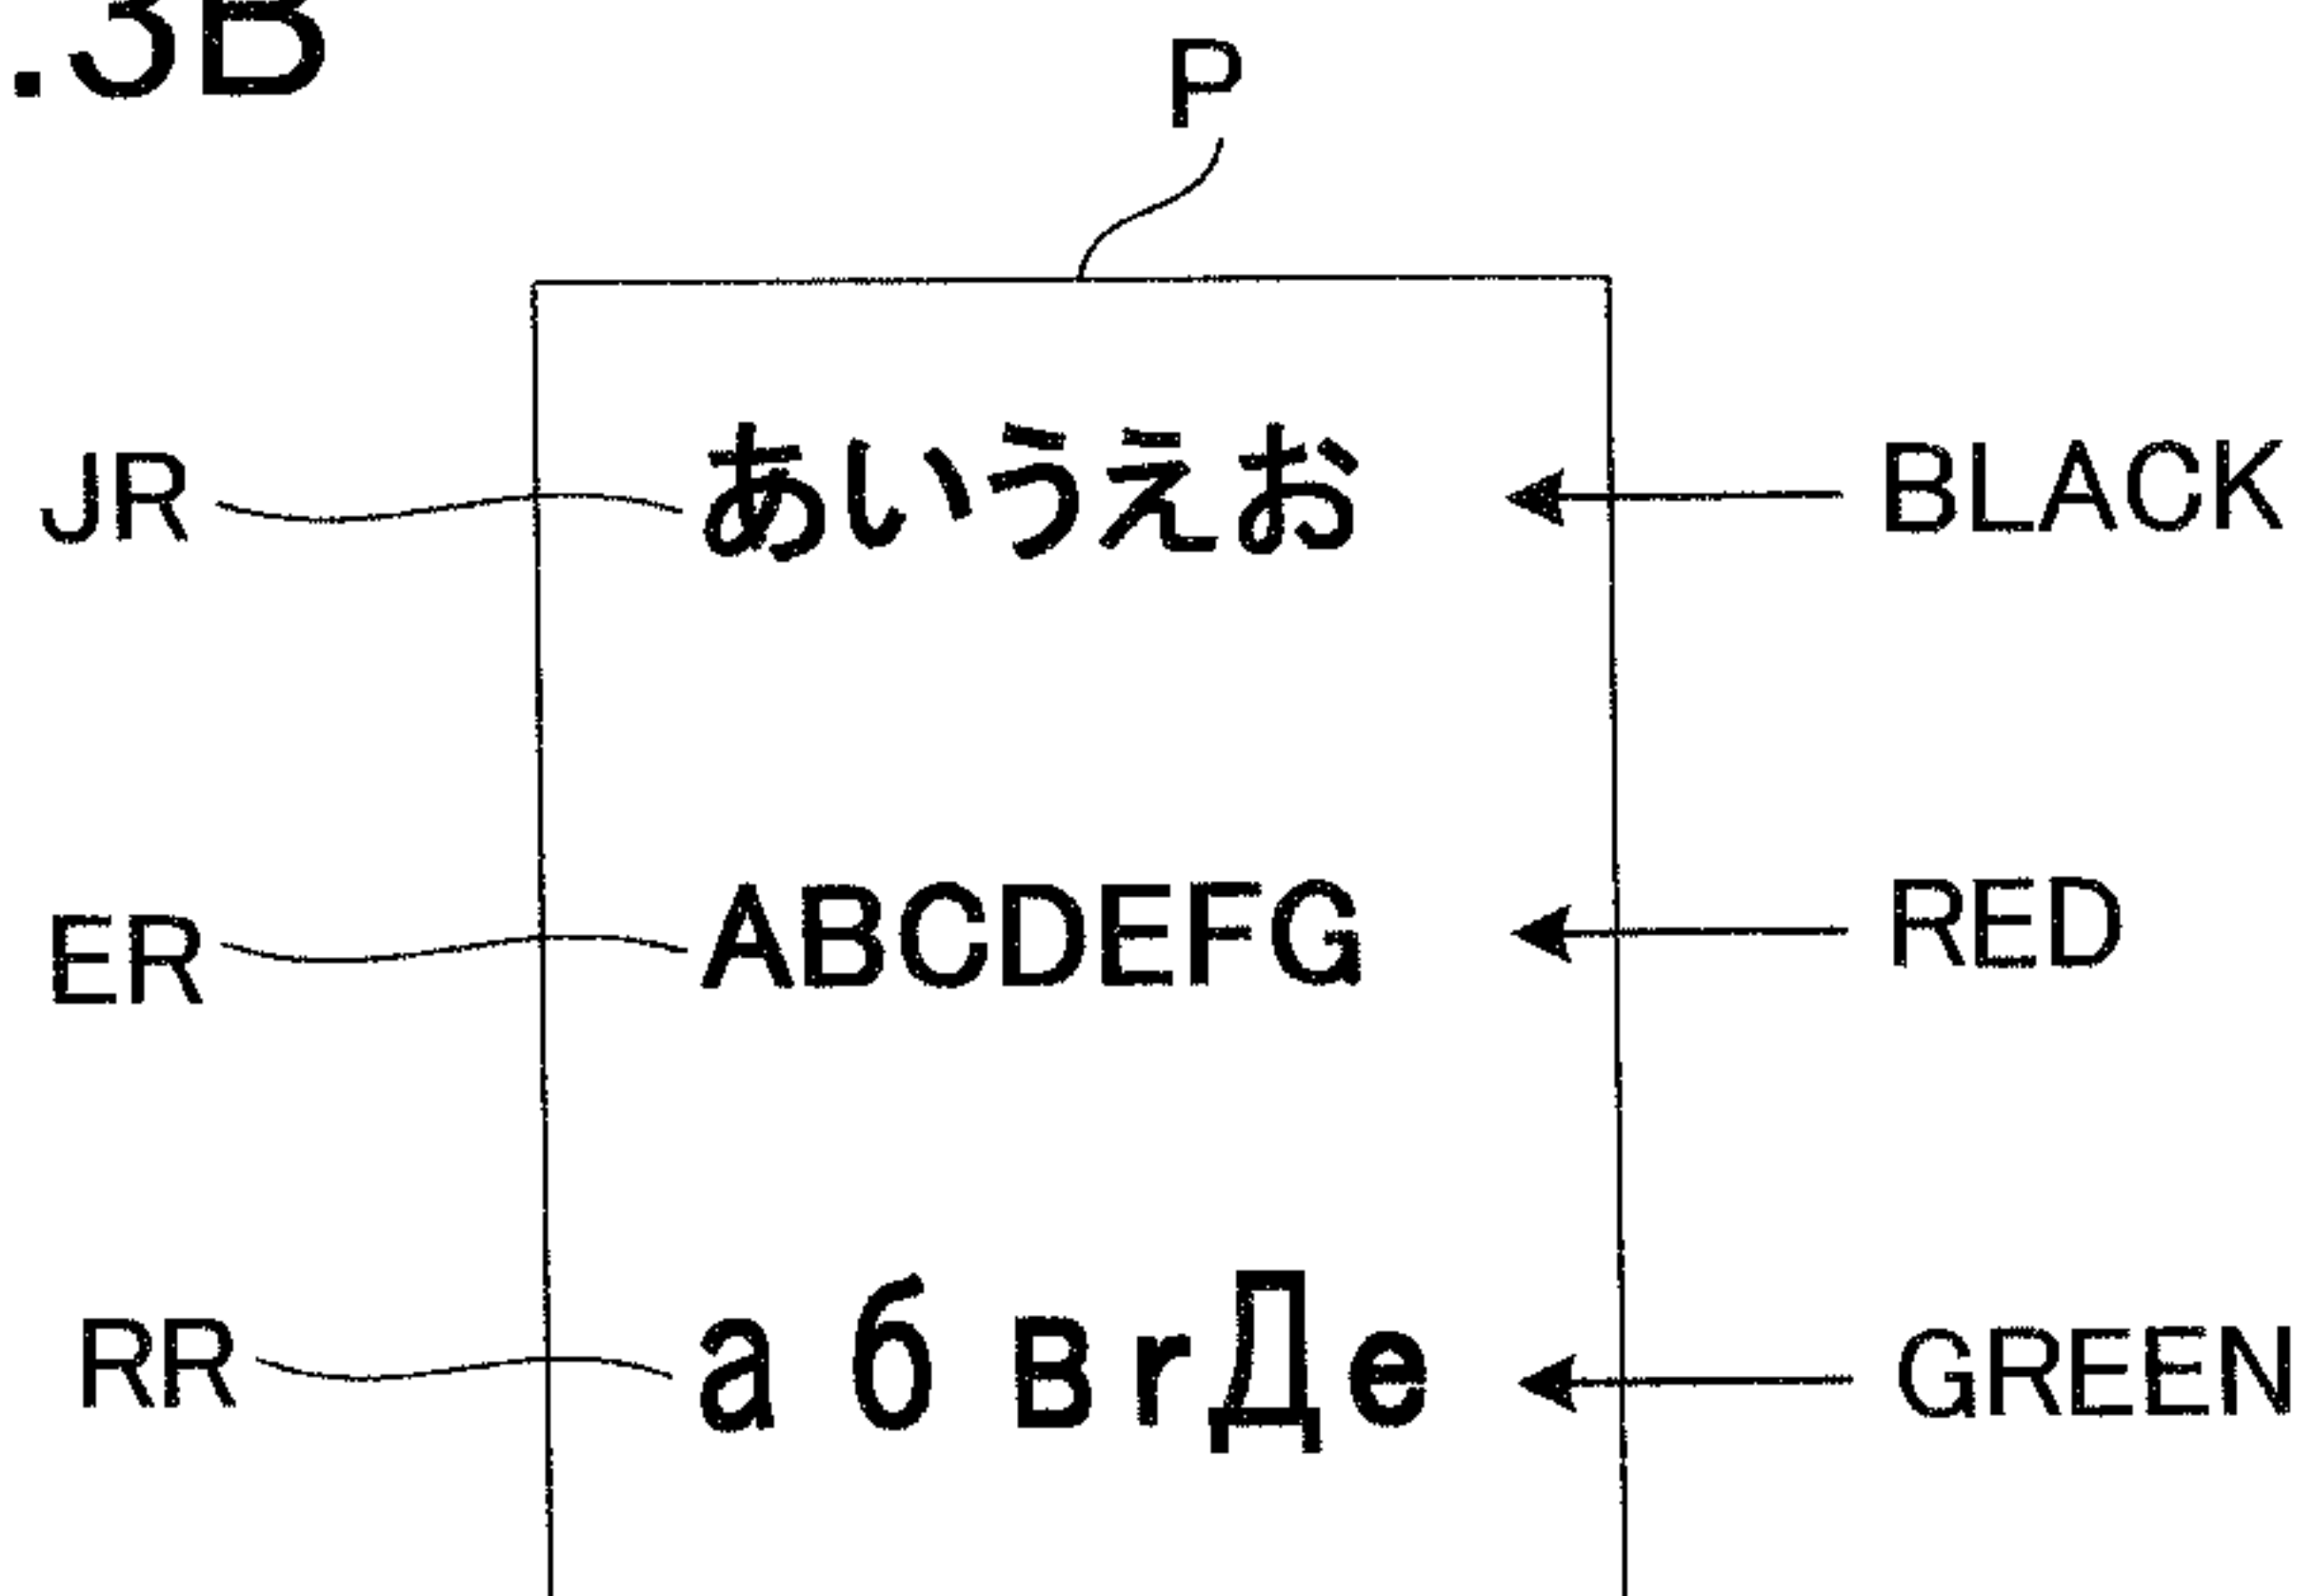 .3B
P
JR あいうえお BLACK
ER ABCDEFG RED
RR а б в г Д е GREEN